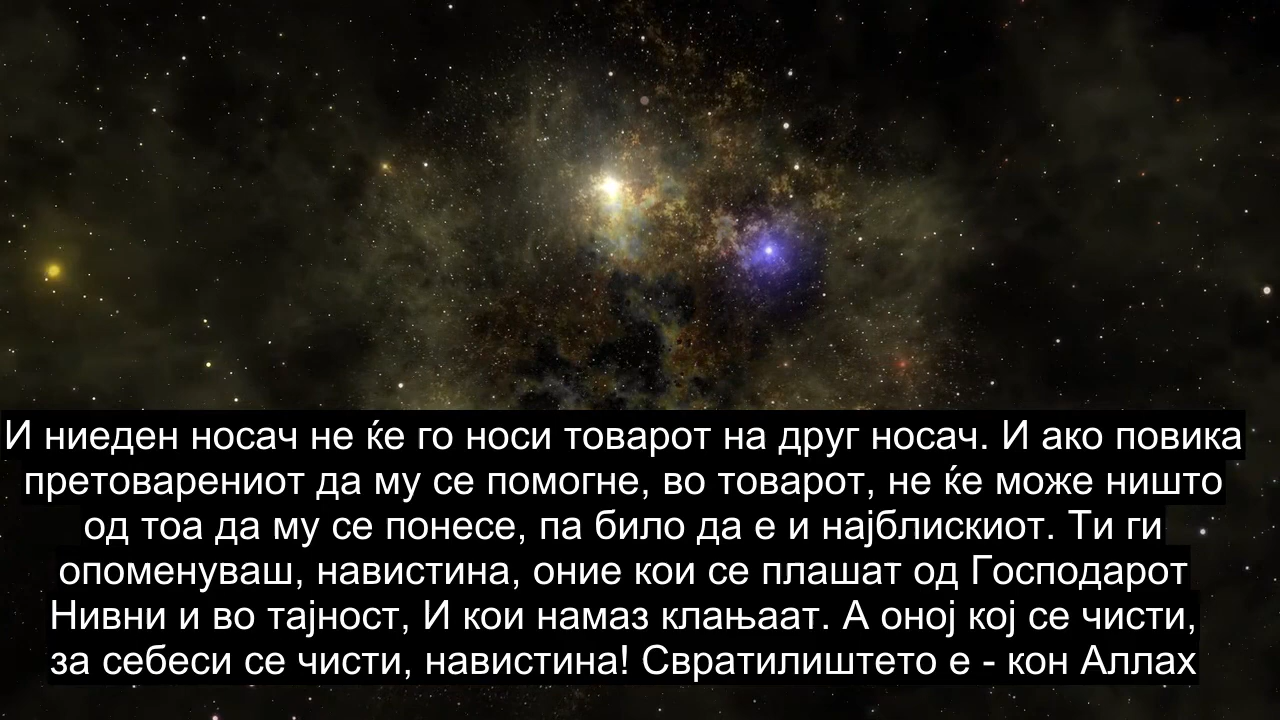 И ниеден носач не ќе го носи товарот на друг носач. И ако повика
претоварениот да му се помогне, во товарот, не ќе може ништо
од тоа да му се понесе, па било да е и најблискиот. Ти ги
опоменуваш, навистина, оние кои се плашат од Господарот
Нивни и во тајност, И кои намаз клањаат. А оној кој се чисти,
за себеси се чисти, навистина! Свратилиштето е - кон Аллах